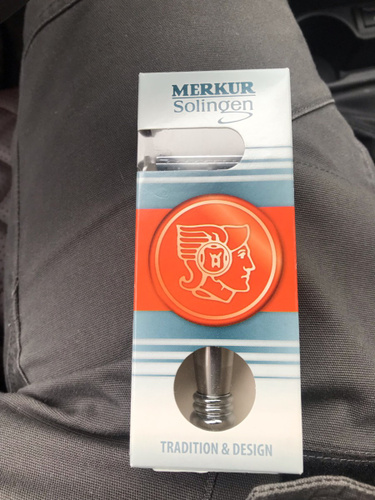 MERKUR
Solingen
TRADITION & DESIGN